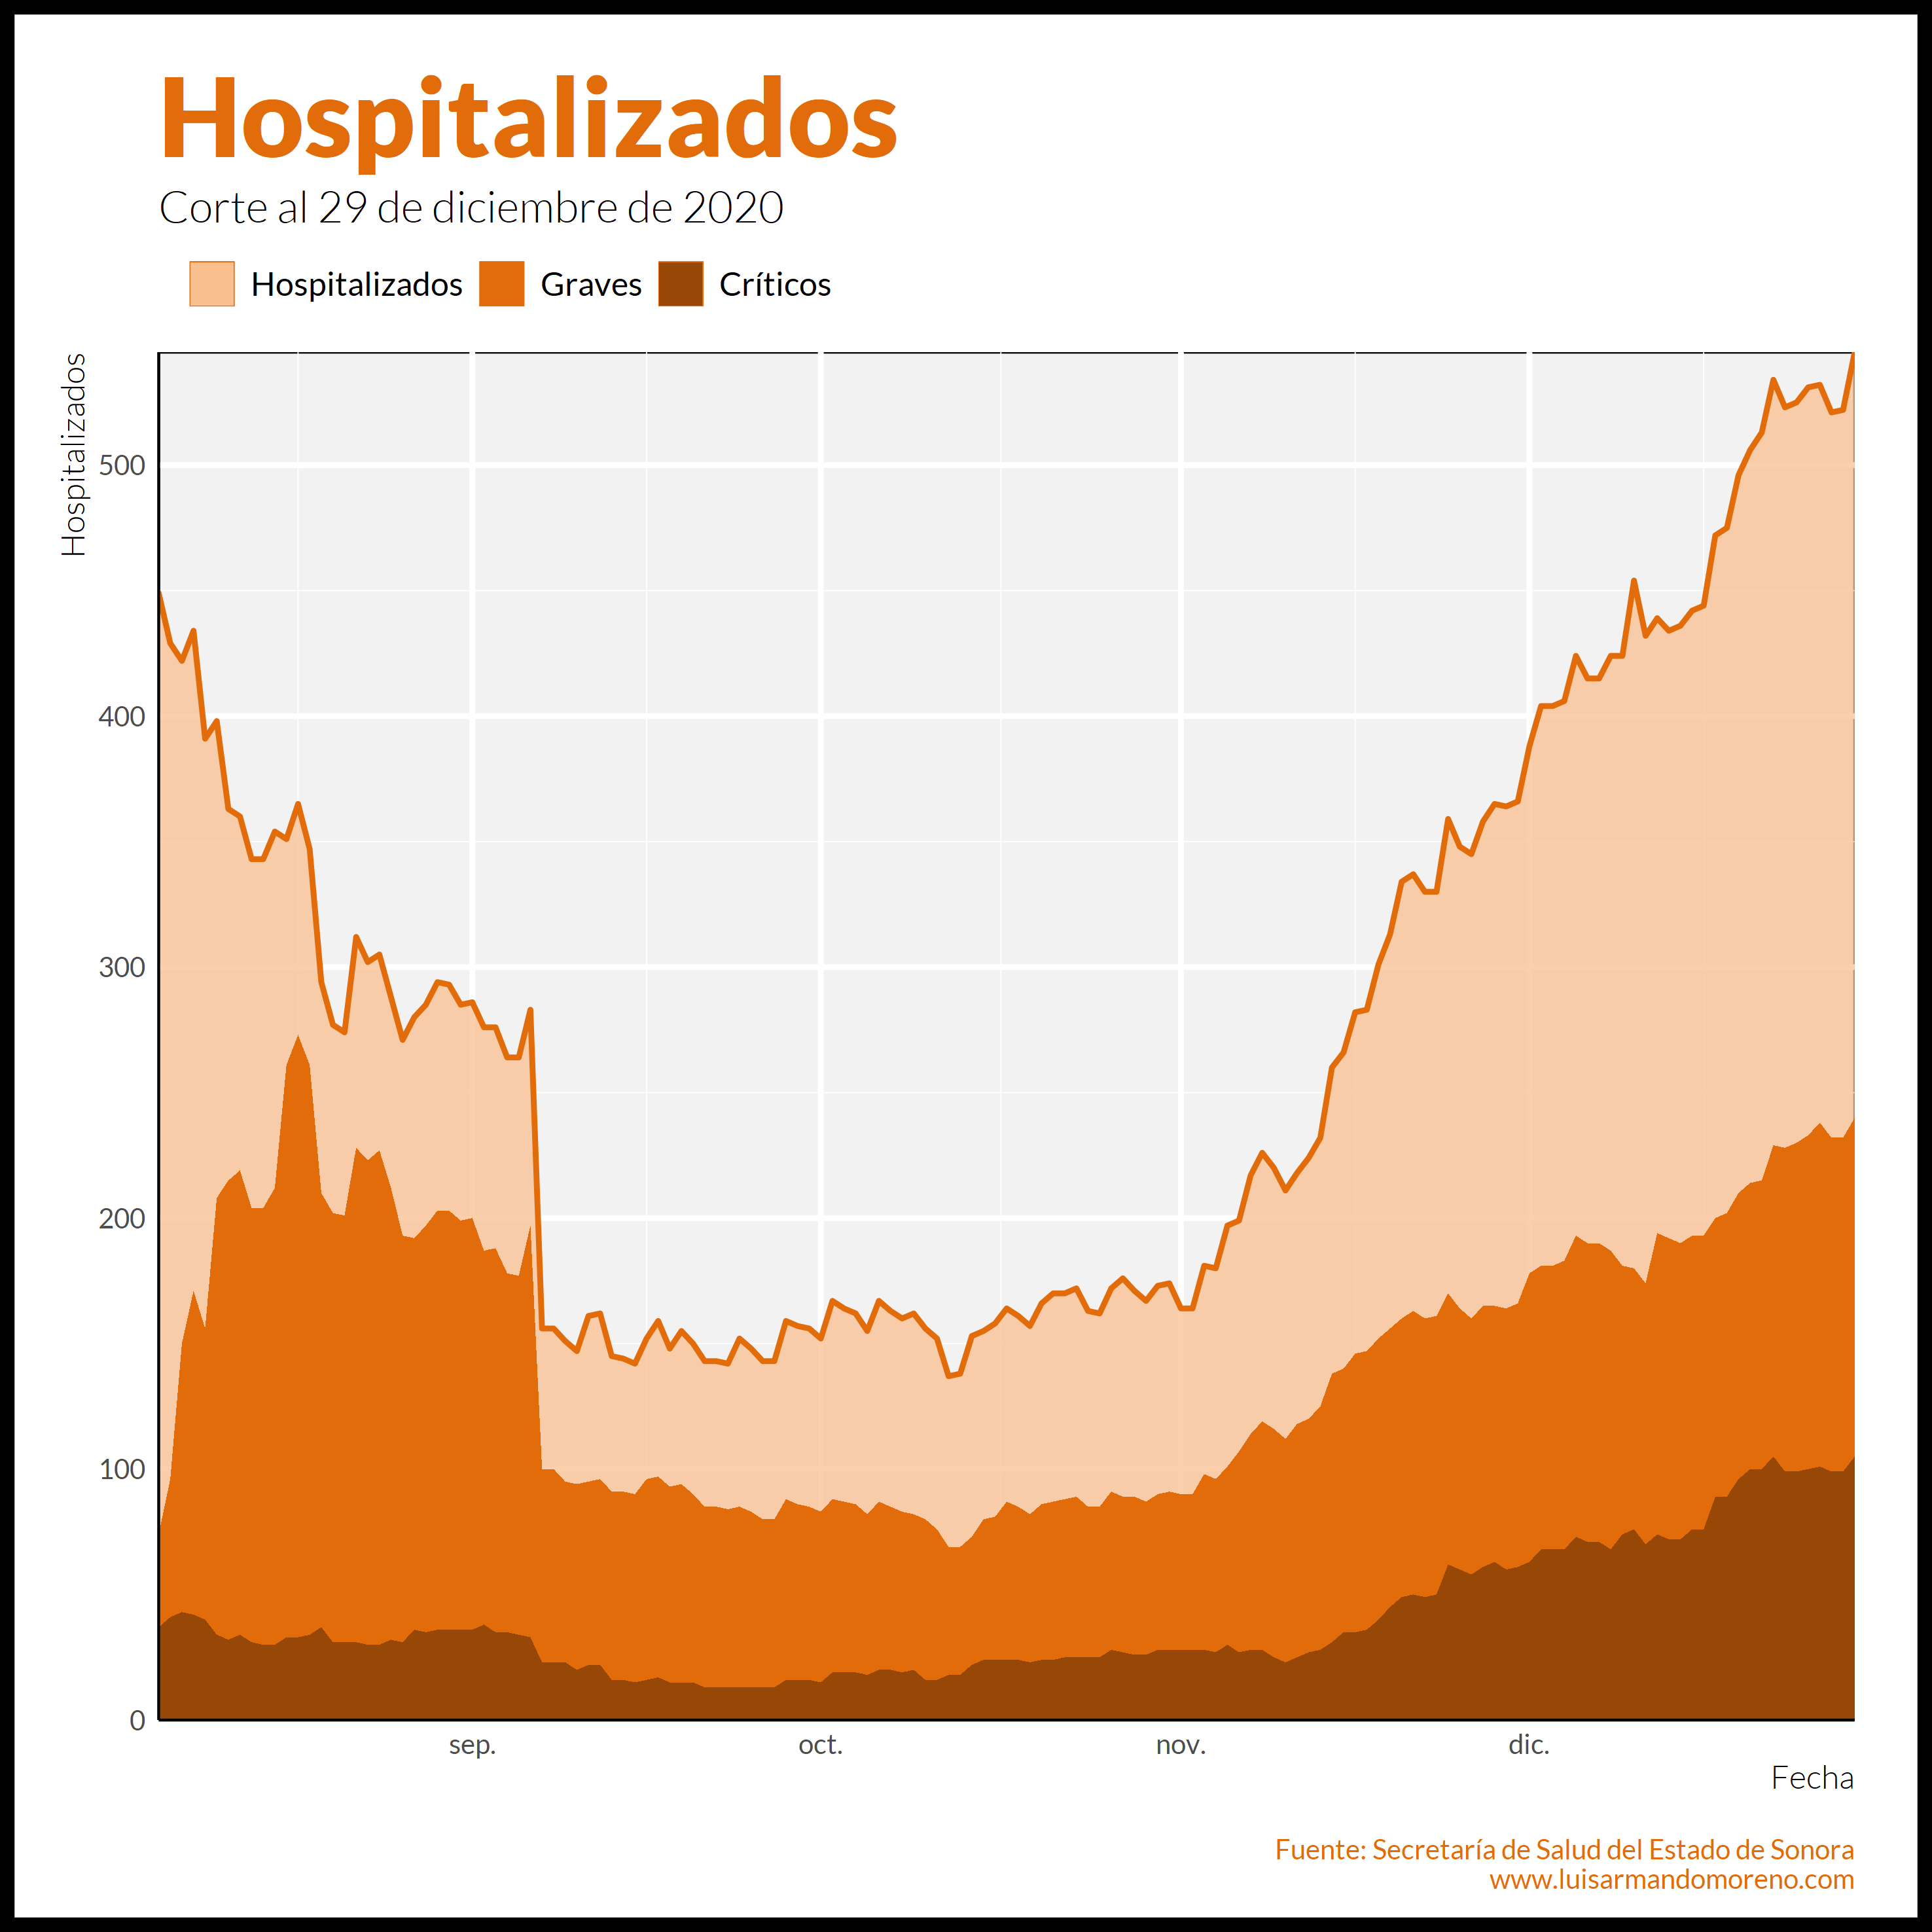 Hospitalizados
Corte al 29 de diciembre de 2020
Hospitalizados Graves Críticos
Hospitalizados
500
400
300
200
100
0
sep. oct. nov. dic.
Fecha
Fuente: Secretaría de Salud del Estado de Sonora
www.luisarmandomoreno.com